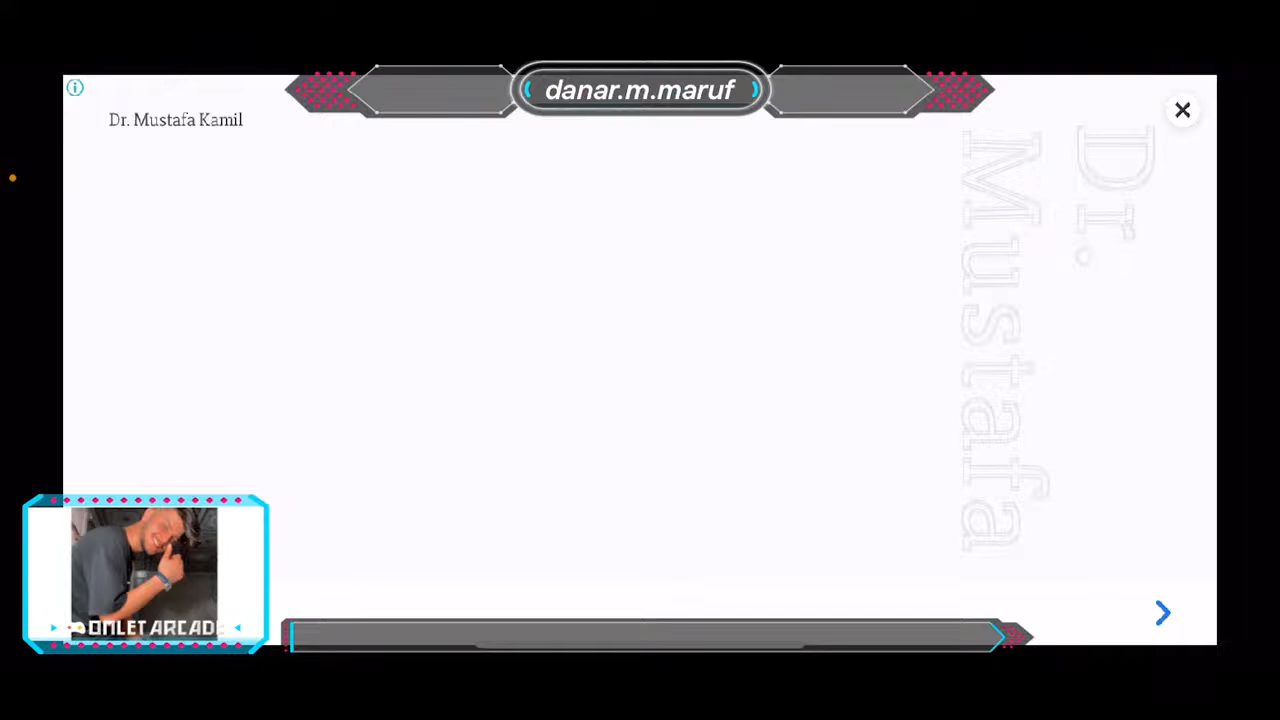 danar.m.maruf
Dr. Mustafa Kamil
Dr.
Mustafa
OMLET ARCADE